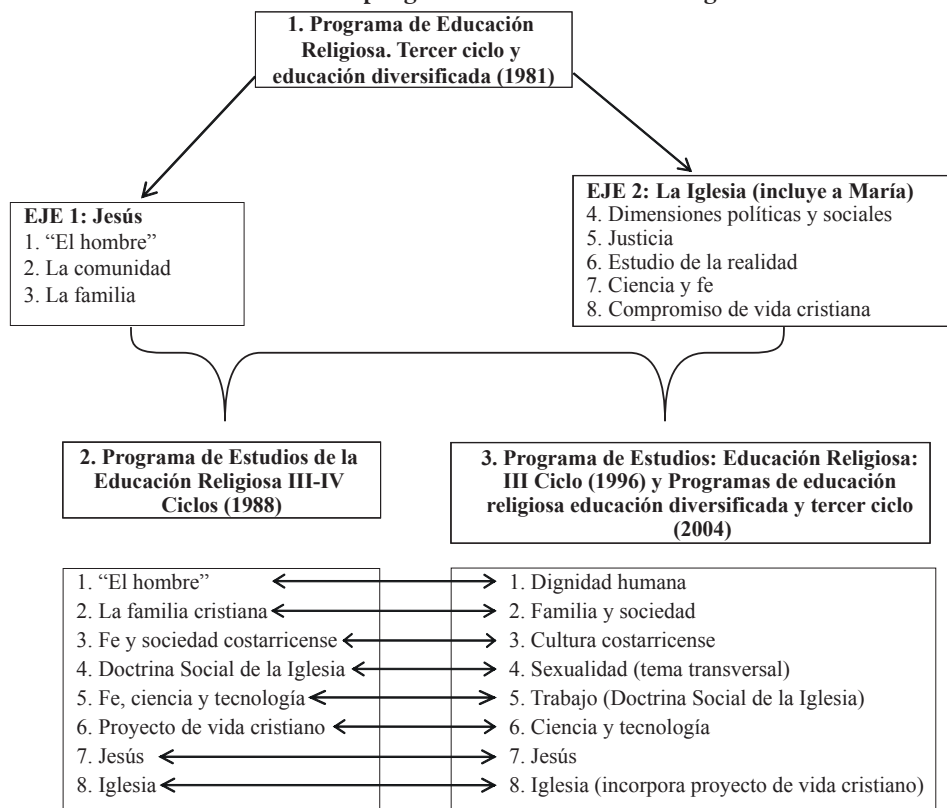 1. Programa de Educación
Religiosa. Tercer ciclo y
educación diversificada (1981)
EJE 1: Jesús
1. “El hombre”
2. La comunidad
3. La familia
EJE 2: La Iglesia (incluye a María)
4. Dimensiones políticas y sociales
5. Justicia
6. Estudio de la realidad
7. Ciencia y fe
8. Compromiso de vida cristiana
2. Programa de Estudios de la
Educación Religiosa III-IV
Ciclos (1988)
3. Programa de Estudios: Educación Religiosa:
III Ciclo (1996) y Programas de educación
religiosa educación diversificada y tercer ciclo
(2004)
1. “El hombre”
2. La familia cristiana
3. Fe y sociedad costarricense
4. Doctrina Social de la Iglesia
5. Fe, ciencia y tecnología
6. Proyecto de vida cristiano
7. Jesús
8. Iglesia
1. Dignidad humana
2. Familia y sociedad
3. Cultura costarricense
4. Sexualidad (tema transversal)
5. Trabajo (Doctrina Social de la Iglesia)
6. Ciencia y tecnología
7. Jesús
8. Iglesia (incorpora proyecto de vida cristiano)